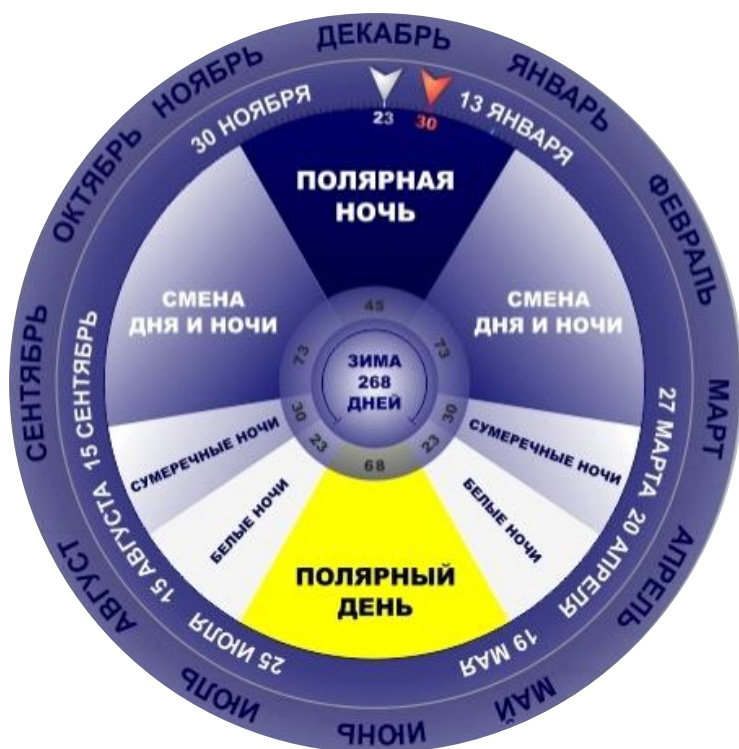 ДЕКАБРЬ
ЯНВАРЬ
ФЕВРАЛЬ
МАРТ
АПРЕЛЬ
МАЙ
ИЮНЬ
ИЮЛЬ
АВГУСТ
СЕНТЯБРЬ
ОКТЯБРЬ
НОЯБРЬ
30 НОЯБРЯ
23
30
13 ЯНВАРЯ
27 МАРТА
20 АПРЕЛЯ
19 МАЯ
25 ИЮЛЯ
15 АВГУСТА
15 СЕНТЯБРЬ
ПОЛЯРНАЯ
НОЧЬ
СМЕНА
ДНЯ И НОЧИ
СУМЕРЕЧНЫЕ НОЧИ
БЕЛЫЕ НОЧИ
ПОЛЯРНЫЙ
ДЕНЬ
БЕЛЫЕ НОЧИ
СУМЕРЕЧНЫЕ НОЧИ
СМЕНА
ДНЯ И НОЧИ
45
73
30
23
68
23
30
73
ЗИМА
268
ДНЕЙ